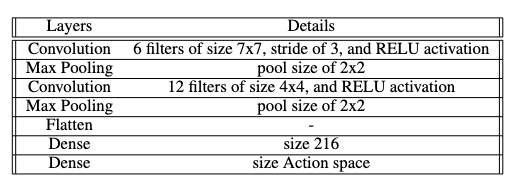 Layers Details
Convolution 6 filters of size 7x7, stride of 3, and RELU activation
Max Pooling pool size of 2x2
Convolution 12 filters of size 4x4, and RELU activation
Max Pooling pool size of 2x2
Flatten -
Dense size 216
Dense size Action space